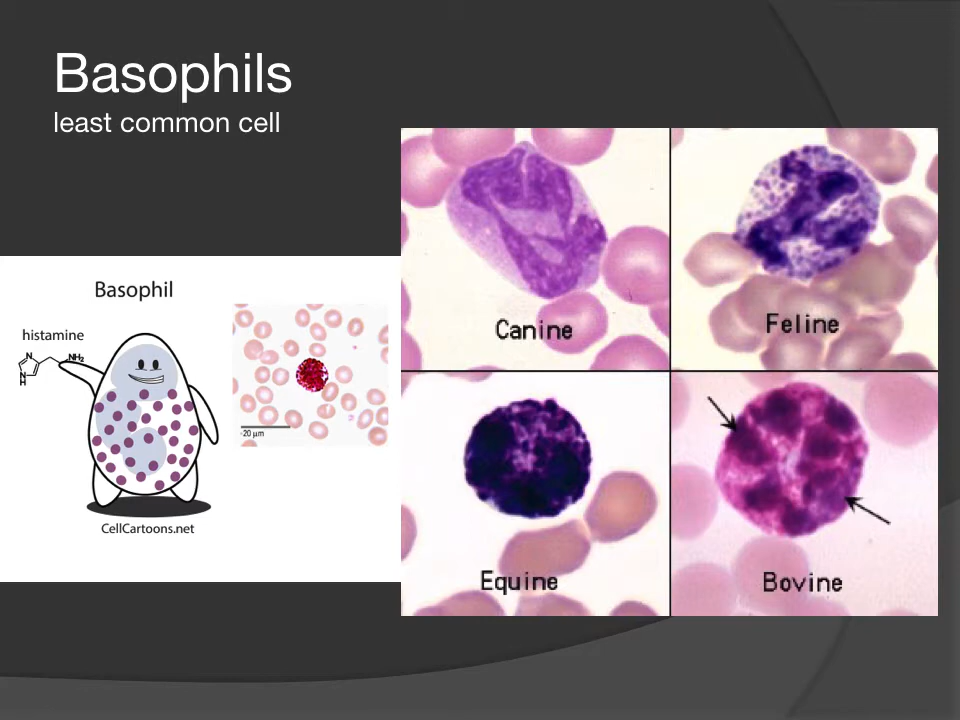 Basophils
least common cell
Basophil
histamine
N
NH₂
N
H
20 µm
CellCartoons.net
Canine
Feline
Equine
Bovine